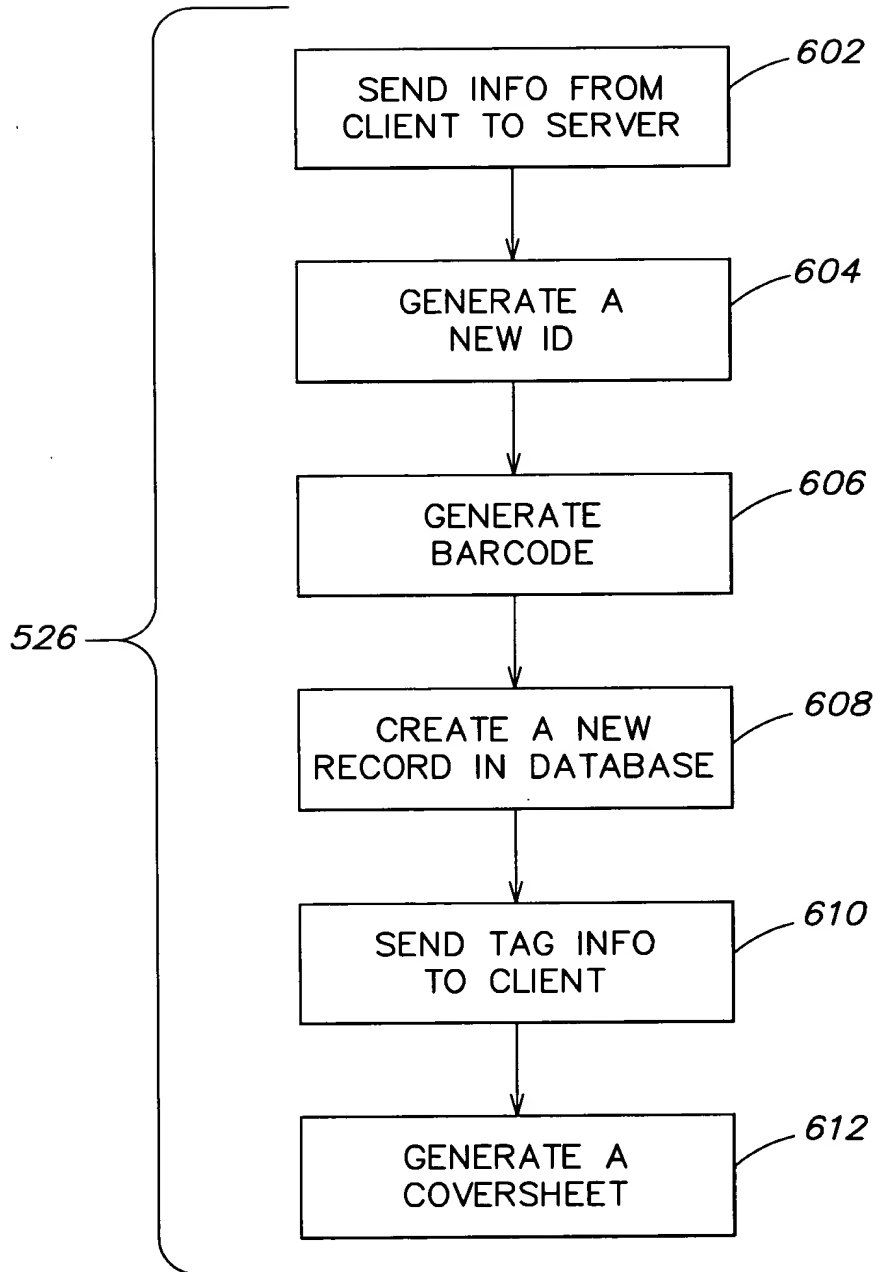 602
SEND INFO FROM
CLIENT TO SERVER
604
GENERATE A
NEW ID
606
GENERATE
BARCODE
526
608
CREATE A NEW
RECORD IN DATABASE
610
SEND TAG INFO
TO CLIENT
612
GENERATE A
COVERSHEET